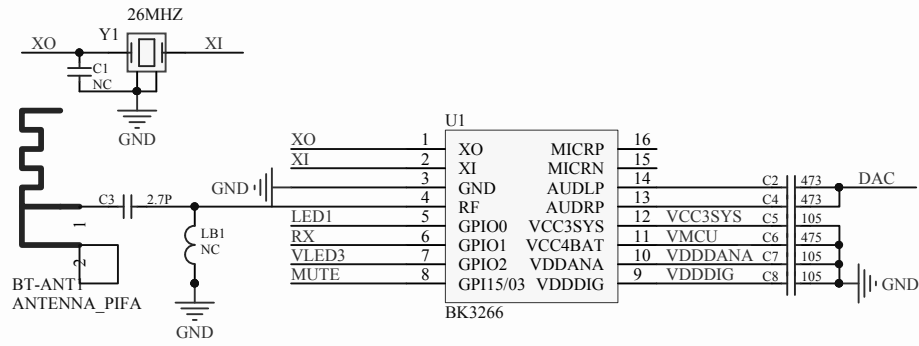 26MHZ
XO Y1 XI
C1
NC
GND
U1
XO 1 XO MICRP 16
XI 2 XI MICRN 15
GND 3 GND AUDLP 14 C2 473 DAC
C3 2.7P 4 RF AUDRP 13 C4 473
1 LED1 5 GPIO0 VCC3SYS 12 VCC3SYS C5 105
LB1
NC
RX 6 GPIO1 VCC4BAT 11 VMCU C6 475
2 VLED3 7 GPIO2 VDDANA 10 VDDDANA C7 105
MUTE 8 GPI15/03 VDDDIG 9 VDDDIG C8 105 GND
BT-ANT1
ANTENNA_PIFA
GND
BK3266